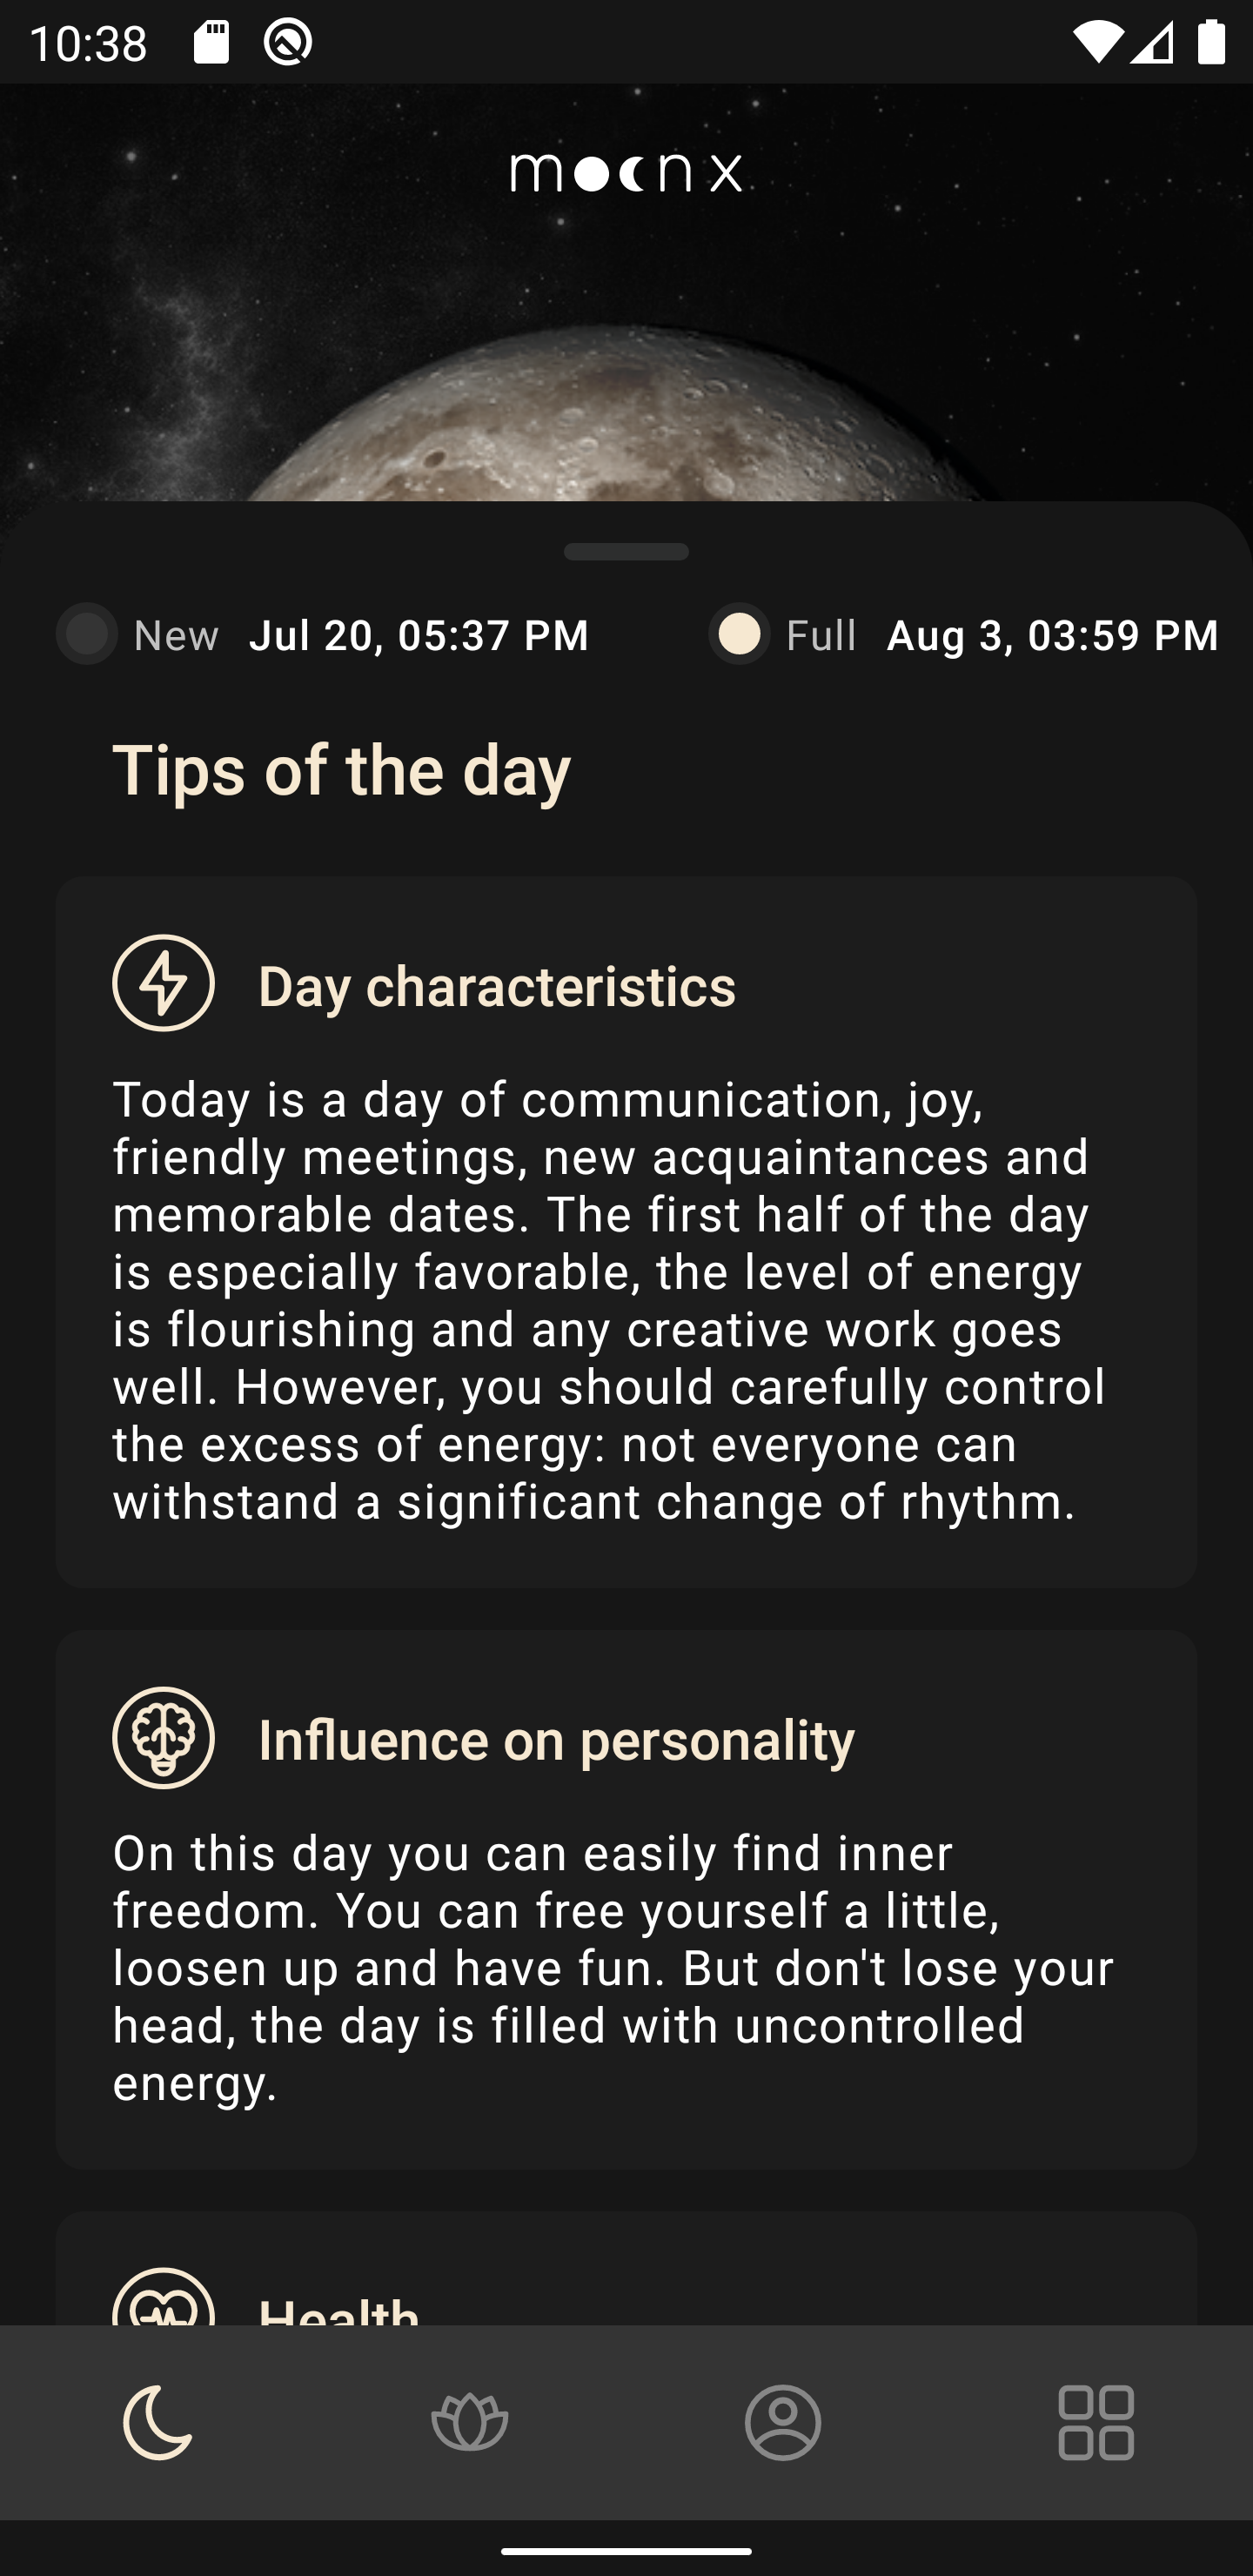 10:38
moonx
New Jul 20, 05:37 PM Full Aug 3, 03:59 PM
Tips of the day
Day characteristics
Today is a day of communication, joy,
friendly meetings, new acquaintances and
memorable dates. The first half of the day
is especially favorable, the level of energy
is flourishing and any creative work goes
well. However, you should carefully control
the excess of energy: not everyone can
withstand a significant change of rhythm.
Influence on personality
On this day you can easily find inner
freedom. You can free yourself a little,
loosen up and have fun. But don't lose your
head, the day is filled with uncontrolled
energy.
Health